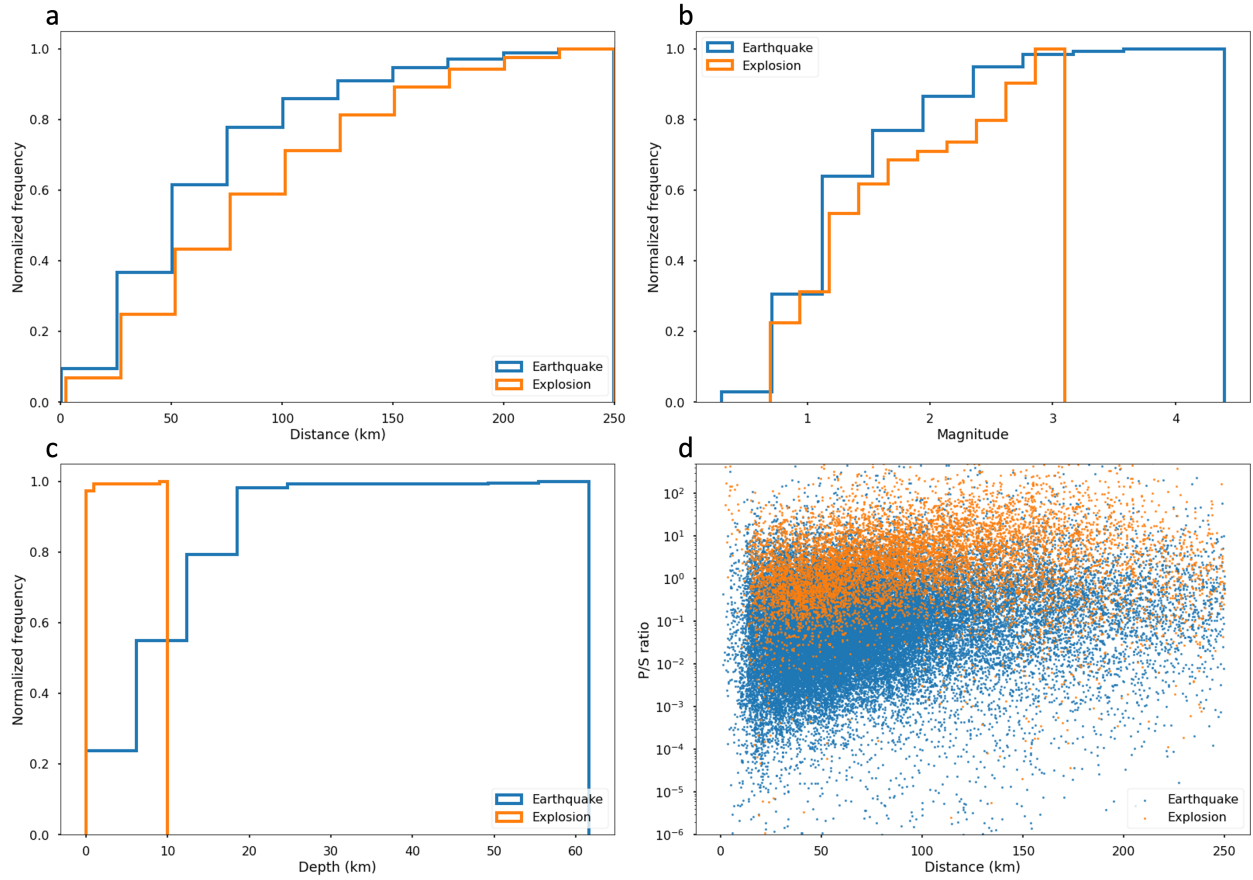 a
1.0
0.8
0.6
0.4
0.2
0.0
Normalized frequency
Earthquake
Explosion
0 50 100 150 200 250
Distance (km)
b
1.0
0.8
0.6
0.4
0.2
0.0
Normalized frequency
Earthquake
Explosion
1 2 3 4
Magnitude
c
1.0
0.8
0.6
0.4
0.2
0.0
Normalized frequency
Earthquake
Explosion
0 10 20 30 40 50 60
Depth (km)
d
10²
10¹
10⁰
10⁻¹
10⁻²
10⁻³
10⁻⁴
10⁻⁵
10⁻⁶
P/S ratio
Earthquake
Explosion
0 50 100 150 200 250
Distance (km)